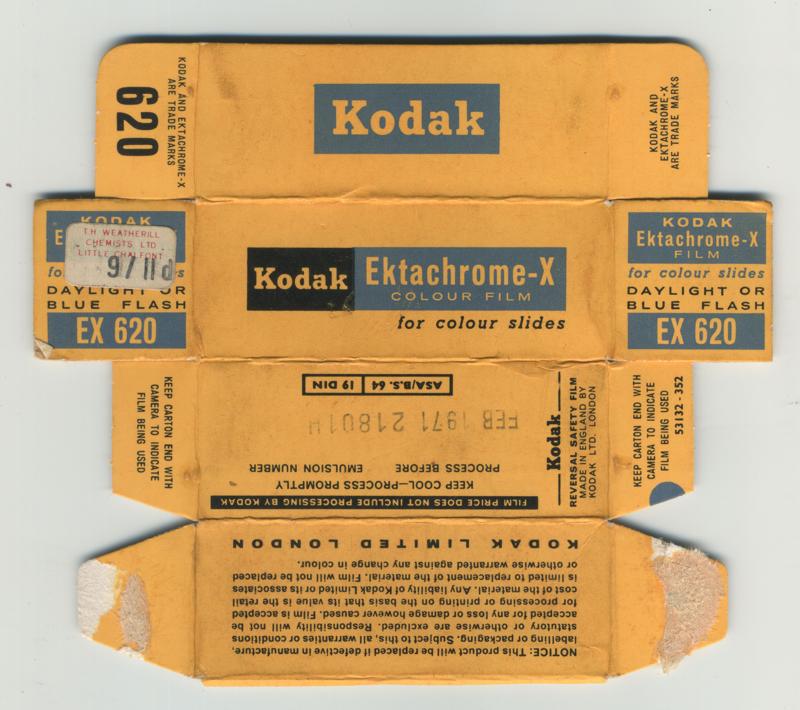 620
KODAK AND EKTACHROME-X
ARE TRADE MARKS
Kodak
KODAK AND
EKTACHROME-X
ARE TRADE MARKS
KODAK
T.H WEATHERILL
CHEMISTS LTD
LITTLE CHALFONT
DAYLIGHT OR
BLUE FLASH
EX 620
Kodak Ektachrome-X
COLOUR FILM
for colour slides
KODAK
Ektachrome-X
FILM
for colour slides
DAYLIGHT OR
BLUE FLASH
EX 620
KEEP CARTON END WITH
CAMERA TO INDICATE
FILM BEING USED
FILM PRICE DOES NOT INCLUDE PROCESSING BY KODAK
KEEP COOL—PROCESS PROMPTLY
PROCESS BEFORE EMULSION NUMBER
FEB 1971 21801H
ASA/B.S. 64 19 DIN
Kodak
REVERSAL SAFETY FILM
MADE IN ENGLAND BY
KODAK LTD. LONDON
KEEP CARTON END WITH
CAMERA TO INDICATE
FILM BEING USED
53132-352
NOTICE: This product will be replaced if defective in manufacture,
labelling or packaging. Subject to this, all warranties or conditions
statutory or otherwise are excluded. Responsibility will not be
accepted for any loss or damage however caused. Film is accepted
for processing or printing on the basis that its value is the retail
cost of the material. Any liability of Kodak Limited or its associates
is limited to replacement of the material. Film will not be replaced
or otherwise warranted against any change in colour.
KODAK LIMITED LONDON